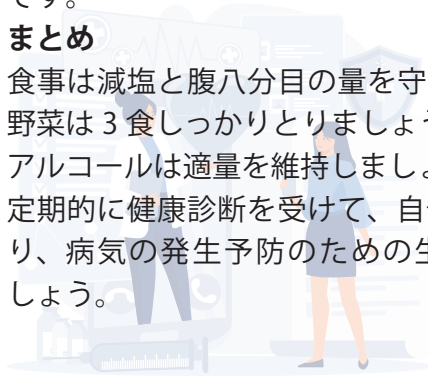 です。
まとめ
食事は減塩と腹八分目の量を守
野菜は 3 食しっかりとりましょう
アルコールは適量を維持しましょ
定期的に健康診断を受けて、自
り、病気の発生予防のための生
しょう。